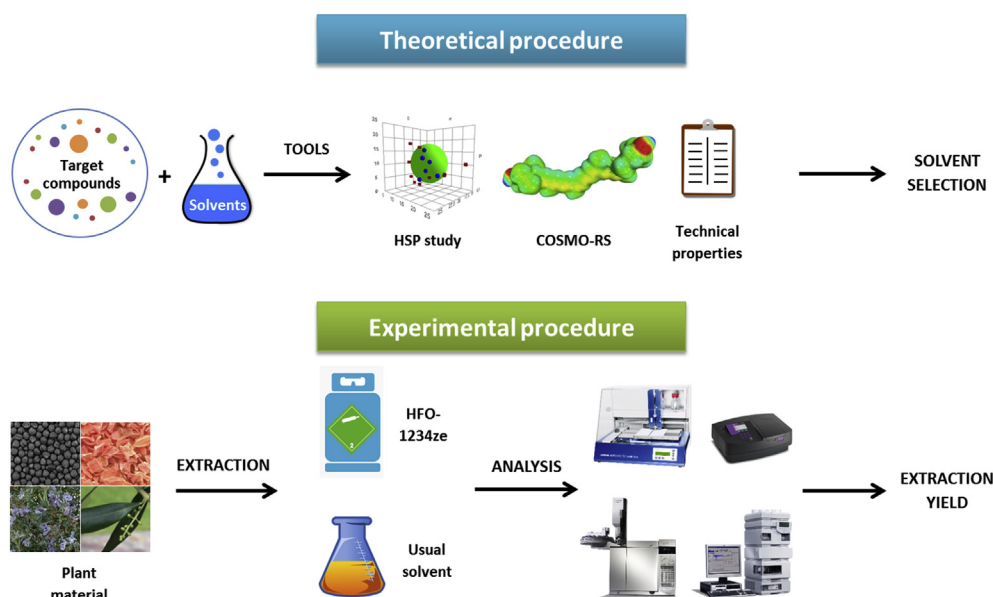 Theoretical procedure
Target
compounds
+
Solvents
TOOLS
HSP study
COSMO-RS
Technical
properties
SOLVENT
SELECTION
Experimental procedure
Plant
material
EXTRACTION
2
HFO-
1234ze
Usual
solvent
ANALYSIS
EXTRACTION
YIELD